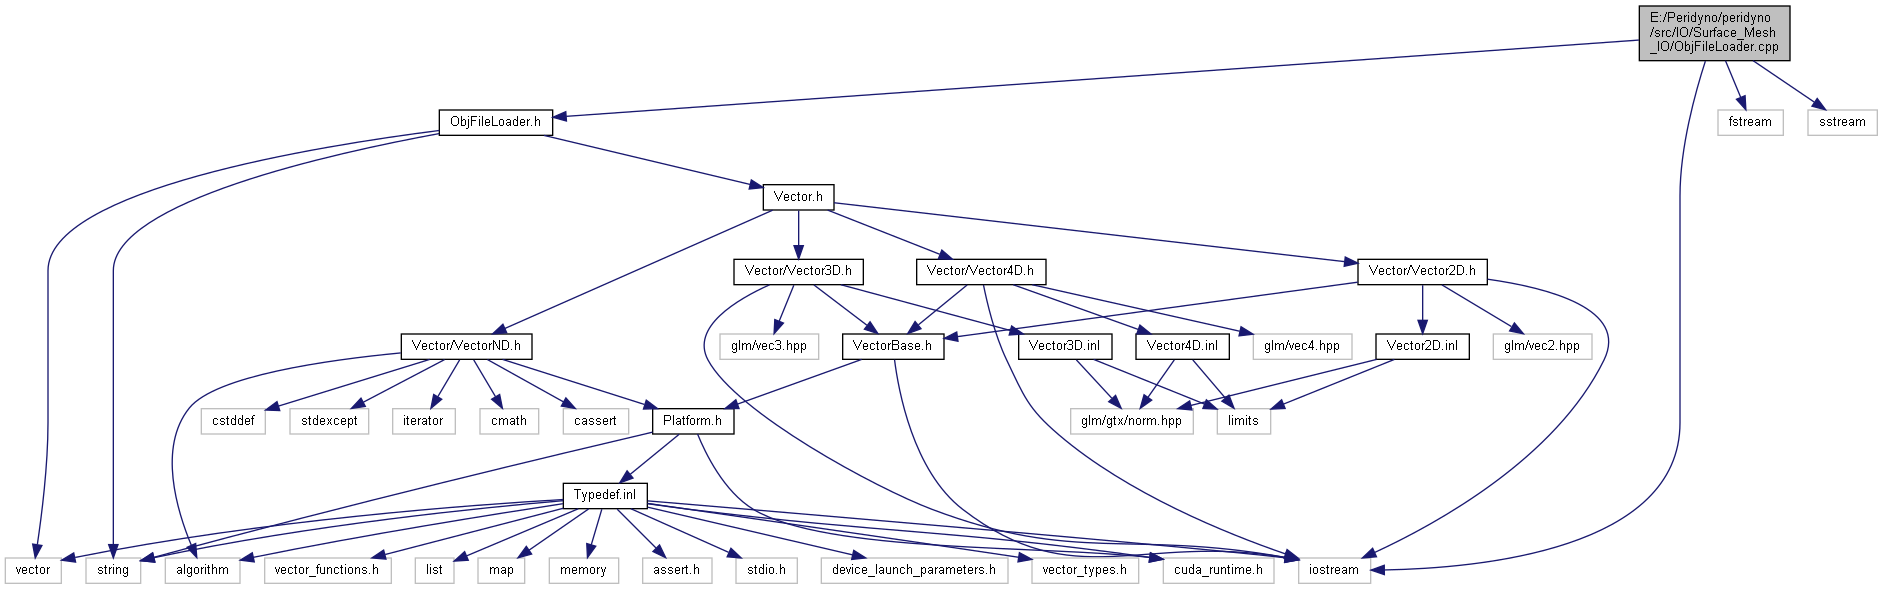 E:/Peridyno/peridyno
/src/IO/Surface_Mesh
_IO/ObjFileLoader.cpp
ObjFileLoader.h
fstream
sstream
Vector.h
Vector/Vector3D.h
Vector/Vector4D.h
Vector/Vector2D.h
Vector/VectorND.h
glm/vec3.hpp
VectorBase.h
Vector3D.inl
Vector4D.inl
glm/vec4.hpp
Vector2D.inl
glm/vec2.hpp
cstddef
stdexcept
iterator
cmath
cassert
Platform.h
glm/gtx/norm.hpp
limits
Typedef.inl
vector
string
algorithm
vector_functions.h
list
map
memory
assert.h
stdio.h
device_launch_parameters.h
vector_types.h
cuda_runtime.h
iostream